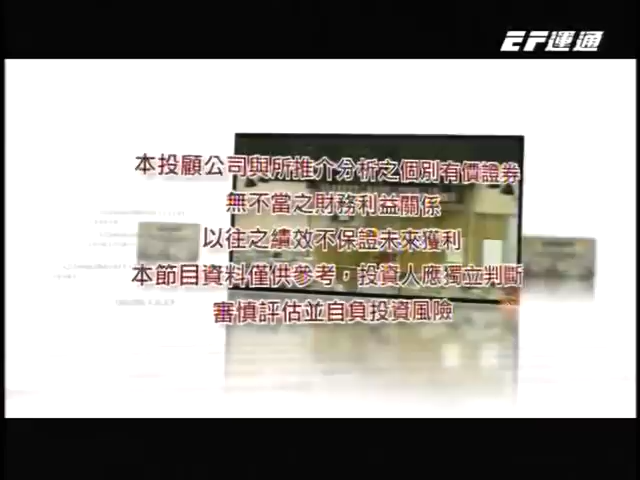 EF運通
本投顧公司與所推介分析之個別有價證券
無不當之財務利益關係
以往之績效不保證未來獲利
本節目資料僅供參考，投資人應獨立判斷
審慎評估並自負投資風險